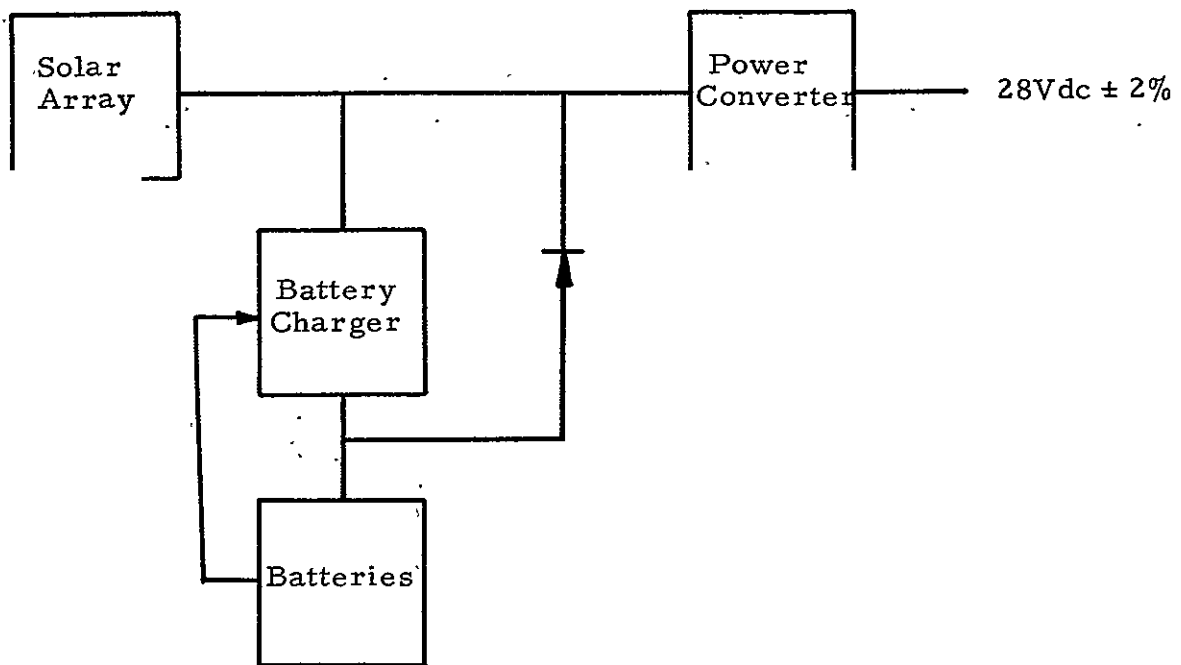 Solar
Array
Power
Converter
28Vdc ± 2%
Battery
Charger
Batteries